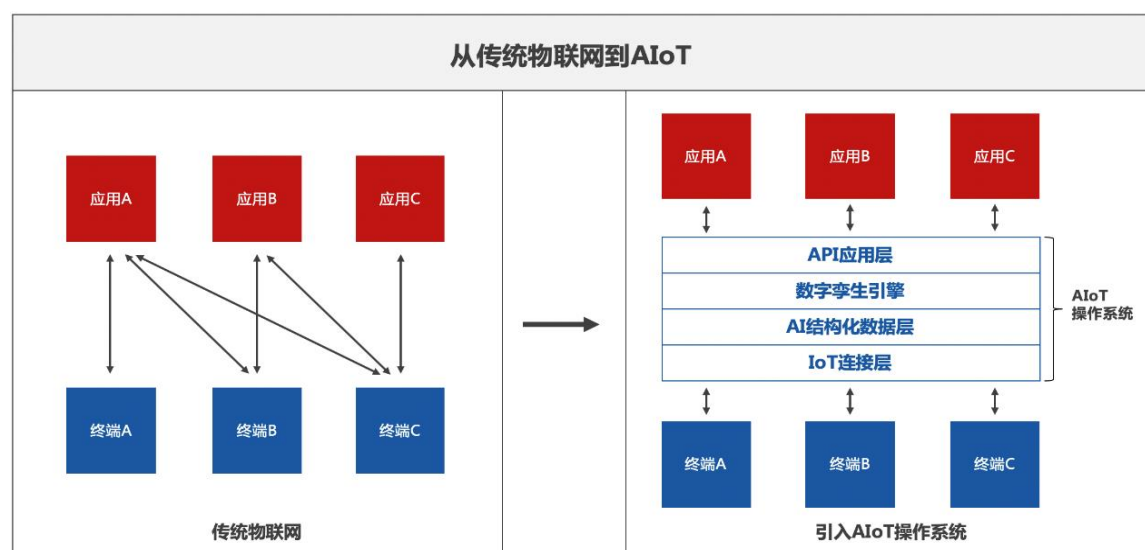 从传统物联网到AIoT
应用A
应用B
应用C
终端A
终端B
终端C
传统物联网
应用A
应用B
应用C
API应用层
数字孪生引擎
AI结构化数据层
IoT连接层
AIoT
操作系统
终端A
终端B
终端C
引入AIoT操作系统